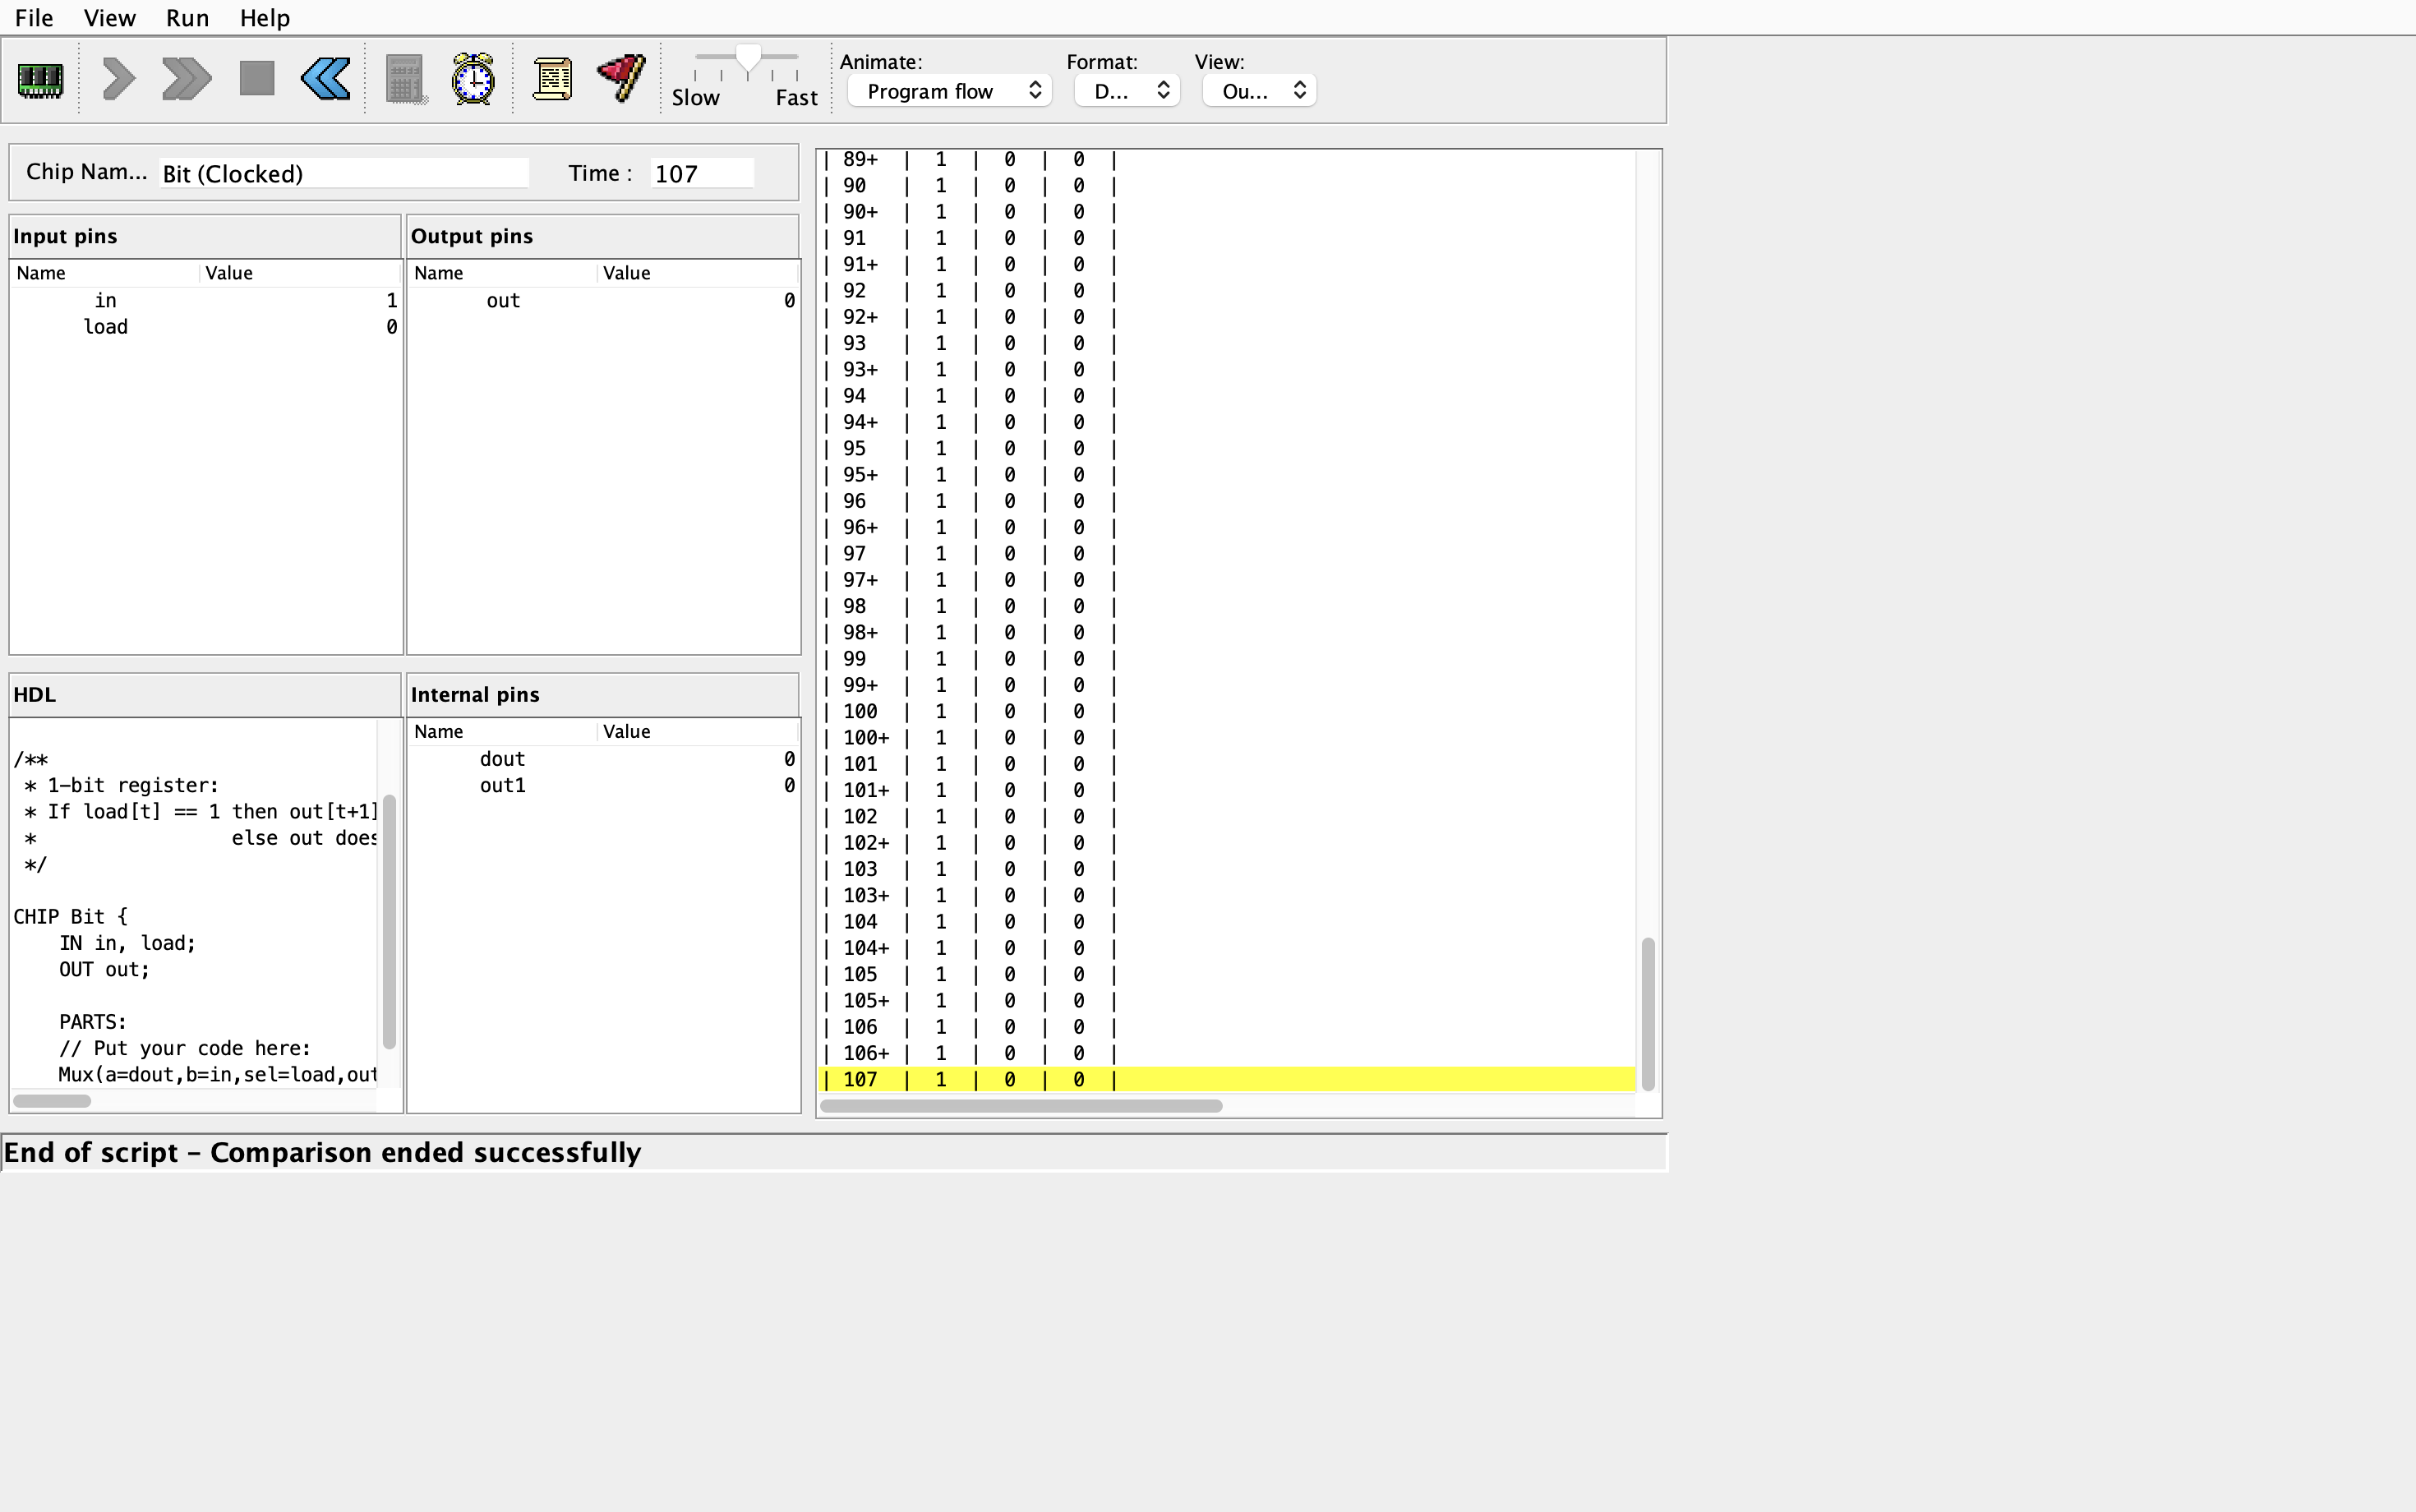 File View Run Help
Animate: Format: View:
Slow Fast Program flow D... Ou...
Chip Nam... Bit (Clocked) Time : 107
Input pins
Name Value
in 1
load 0
Output pins
Name Value
out 0
HDL
/**
* 1-bit register:
* If load[t] == 1 then out[t+1]
* else out does
*/
CHIP Bit {
IN in, load;
OUT out;
PARTS:
// Put your code here:
Mux(a=dout,b=in,sel=load,out
Internal pins
Name Value
dout 0
out1 0
| 89+ | 1 | 0 | 0 |
| 90 | 1 | 0 | 0 |
| 90+ | 1 | 0 | 0 |
| 91 | 1 | 0 | 0 |
| 91+ | 1 | 0 | 0 |
| 92 | 1 | 0 | 0 |
| 92+ | 1 | 0 | 0 |
| 93 | 1 | 0 | 0 |
| 93+ | 1 | 0 | 0 |
| 94 | 1 | 0 | 0 |
| 94+ | 1 | 0 | 0 |
| 95 | 1 | 0 | 0 |
| 95+ | 1 | 0 | 0 |
| 96 | 1 | 0 | 0 |
| 96+ | 1 | 0 | 0 |
| 97 | 1 | 0 | 0 |
| 97+ | 1 | 0 | 0 |
| 98 | 1 | 0 | 0 |
| 98+ | 1 | 0 | 0 |
| 99 | 1 | 0 | 0 |
| 99+ | 1 | 0 | 0 |
| 100 | 1 | 0 | 0 |
| 100+ | 1 | 0 | 0 |
| 101 | 1 | 0 | 0 |
| 101+ | 1 | 0 | 0 |
| 102 | 1 | 0 | 0 |
| 102+ | 1 | 0 | 0 |
| 103 | 1 | 0 | 0 |
| 103+ | 1 | 0 | 0 |
| 104 | 1 | 0 | 0 |
| 104+ | 1 | 0 | 0 |
| 105 | 1 | 0 | 0 |
| 105+ | 1 | 0 | 0 |
| 106 | 1 | 0 | 0 |
| 106+ | 1 | 0 | 0 |
| 107 | 1 | 0 | 0 |
End of script - Comparison ended successfully